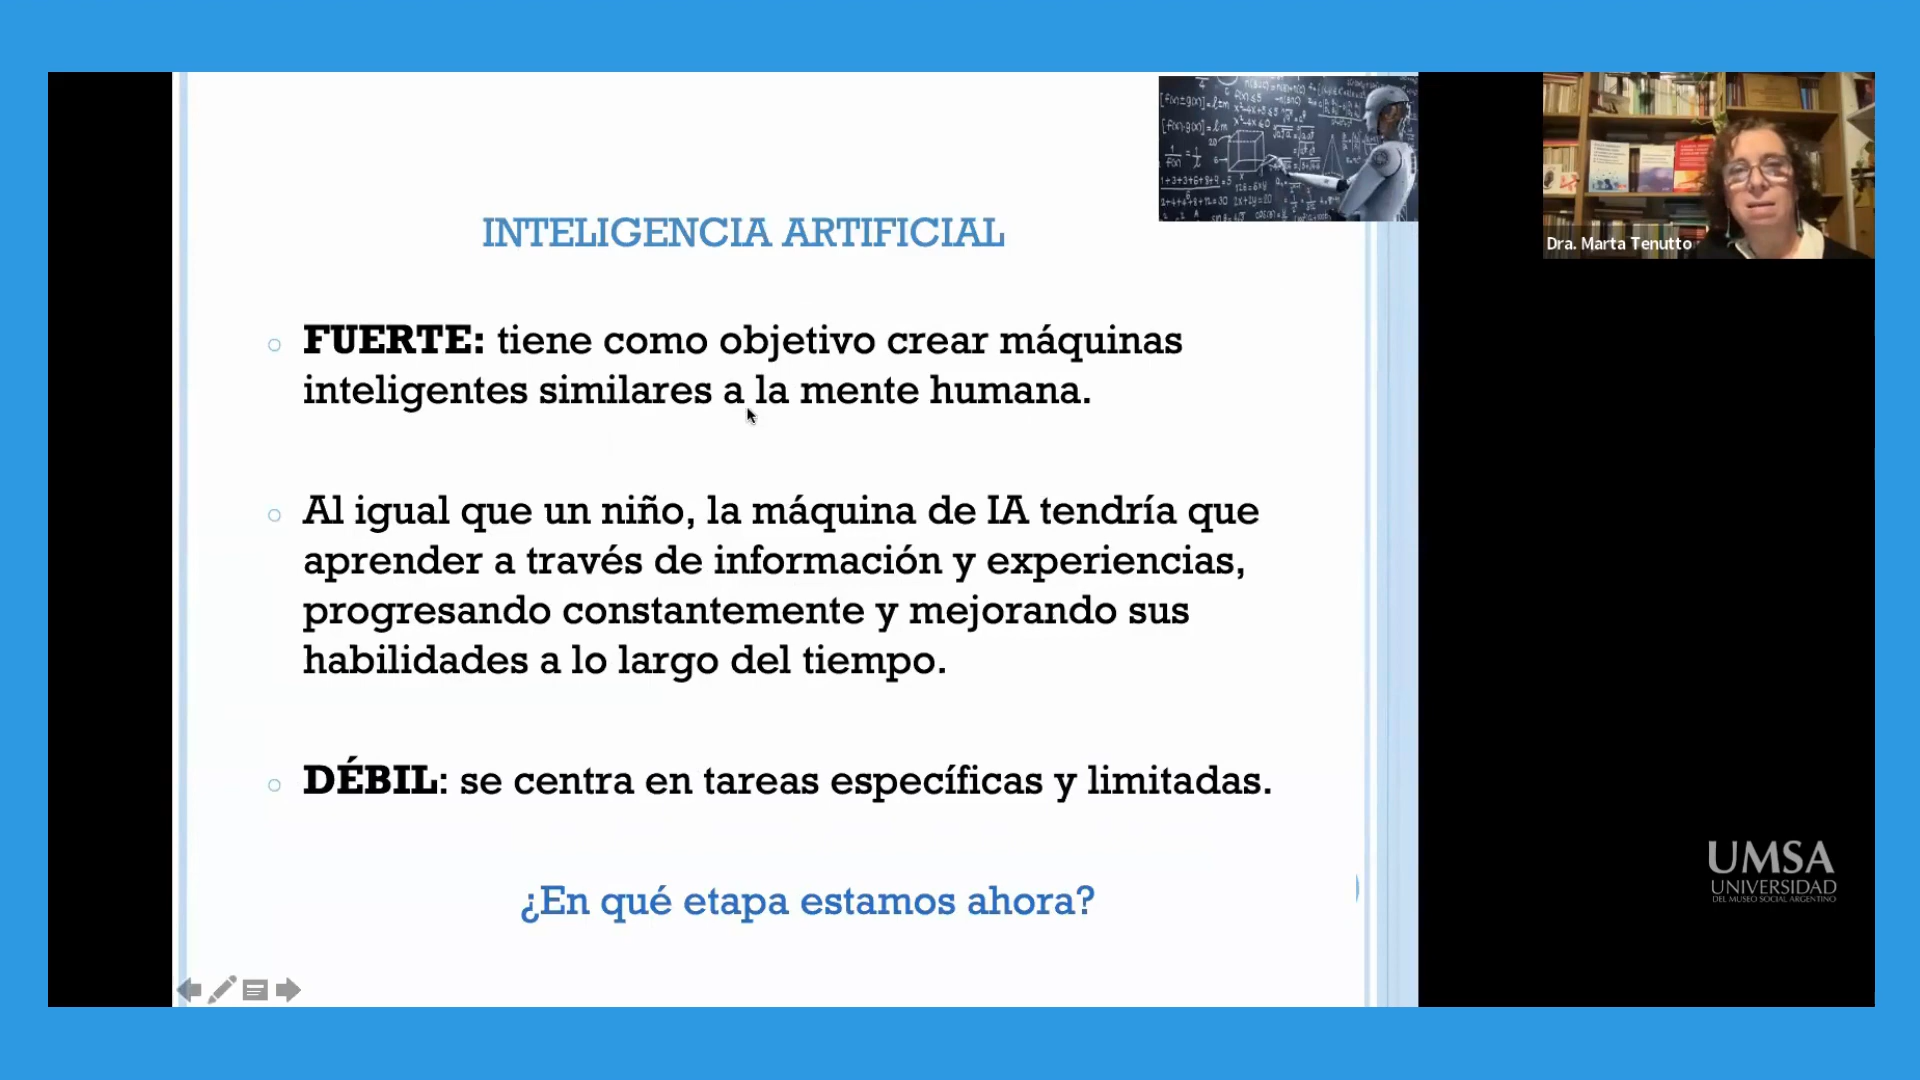 INTELIGENCIA ARTIFICIAL
FUERTE: tiene como objetivo crear máquinas
inteligentes similares a la mente humana.
Al igual que un niño, la máquina de IA tendría que
aprender a través de información y experiencias,
progresando constantemente y mejorando sus
habilidades a lo largo del tiempo.
DÉBIL: se centra en tareas específicas y limitadas.
¿En qué etapa estamos ahora?
Dra. Marta Tenutto
UMSA
UNIVERSIDAD
DEL MUSEO SOCIAL ARGENTINO